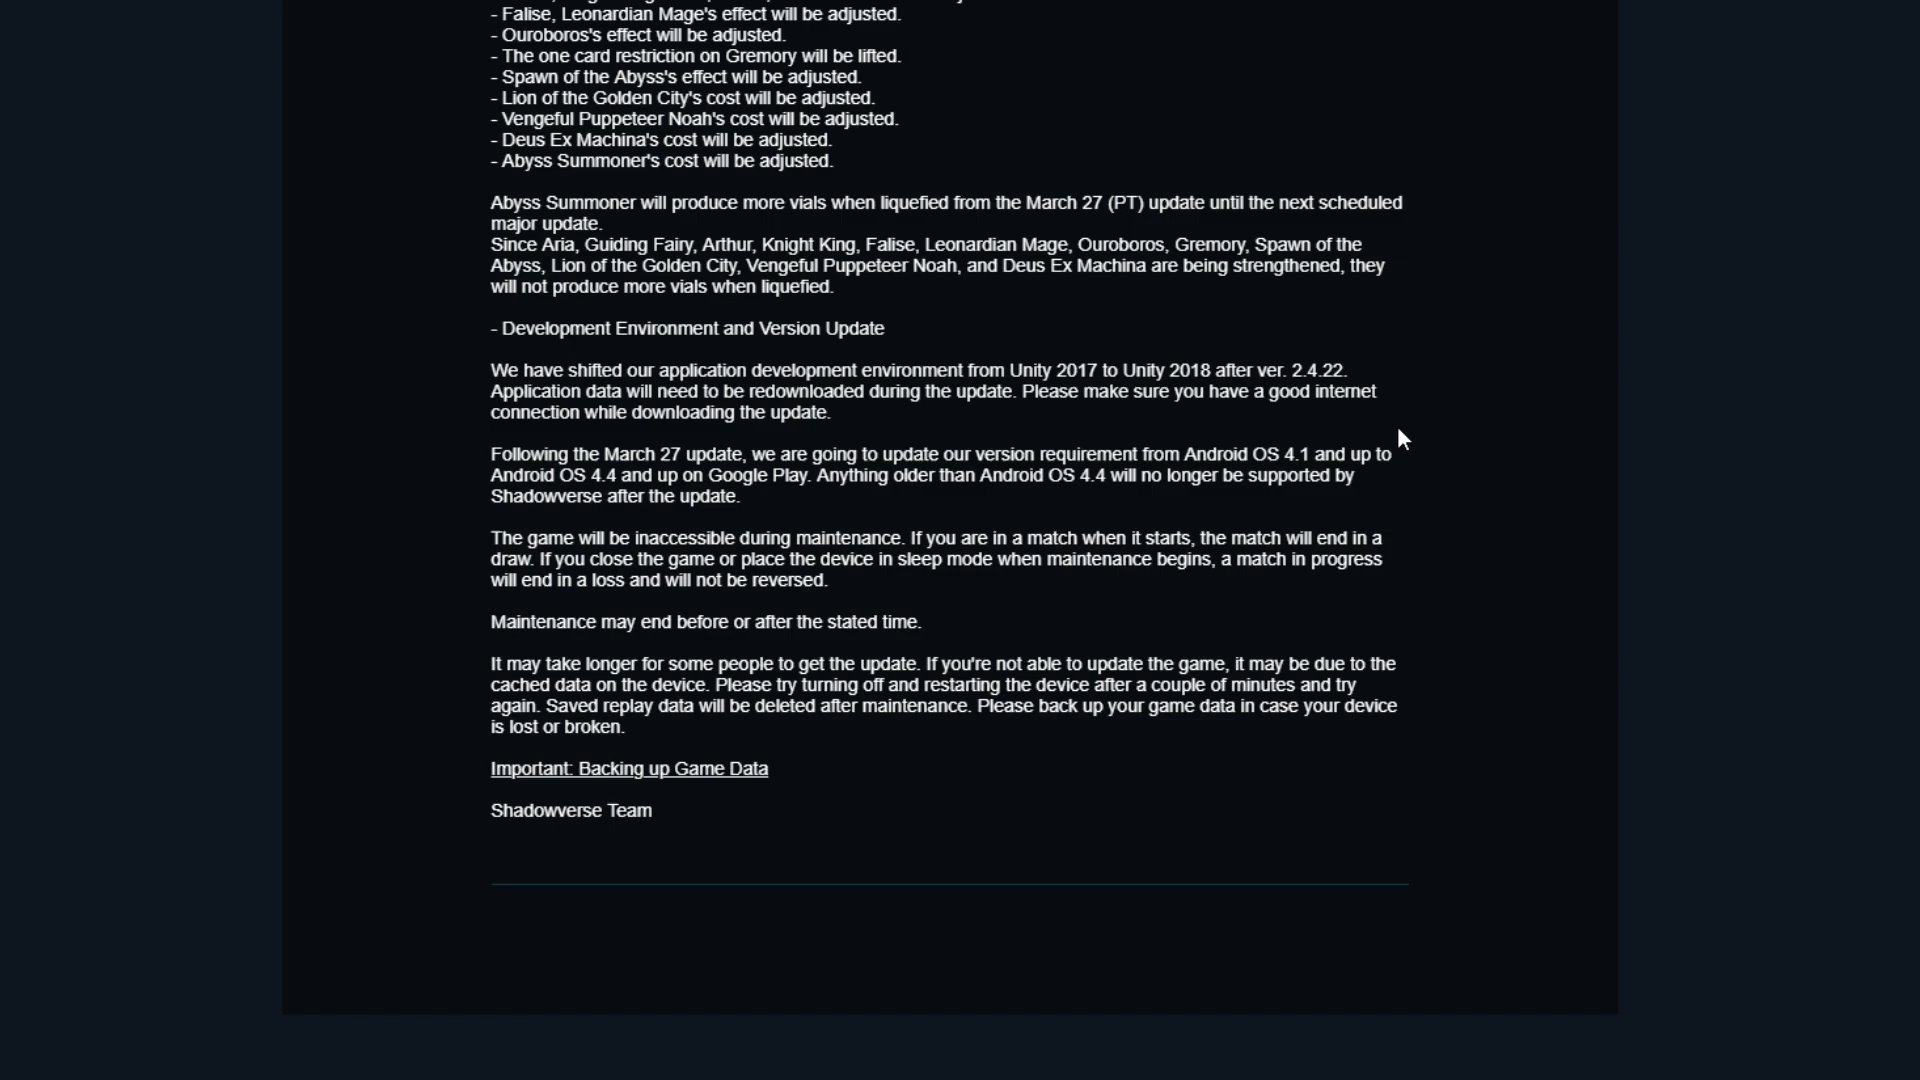 - Falise, Leonardian Mage's effect will be adjusted.
- Ouroboros's effect will be adjusted.
- The one card restriction on Gremory will be lifted.
- Spawn of the Abyss's effect will be adjusted.
- Lion of the Golden City's cost will be adjusted.
- Vengeful Puppeteer Noah's cost will be adjusted.
- Deus Ex Machina's cost will be adjusted.
- Abyss Summoner's cost will be adjusted.
Abyss Summoner will produce more vials when liquefied from the March 27 (PT) update until the next scheduled
major update.
Since Aria, Guiding Fairy, Arthur, Knight King, Falise, Leonardian Mage, Ouroboros, Gremory, Spawn of the
Abyss, Lion of the Golden City, Vengeful Puppeteer Noah, and Deus Ex Machina are being strengthened, they
will not produce more vials when liquefied.
- Development Environment and Version Update
We have shifted our application development environment from Unity 2017 to Unity 2018 after ver. 2.4.22.
Application data will need to be redownloaded during the update. Please make sure you have a good internet
connection while downloading the update.
Following the March 27 update, we are going to update our version requirement from Android OS 4.1 and up to
Android OS 4.4 and up on Google Play. Anything older than Android OS 4.4 will no longer be supported by
Shadowverse after the update.
The game will be inaccessible during maintenance. If you are in a match when it starts, the match will end in a
draw. If you close the game or place the device in sleep mode when maintenance begins, a match in progress
will end in a loss and will not be reversed.
Maintenance may end before or after the stated time.
It may take longer for some people to get the update. If you're not able to update the game, it may be due to the
cached data on the device. Please try turning off and restarting the device after a couple of minutes and try
again. Saved replay data will be deleted after maintenance. Please back up your game data in case your device
is lost or broken.
Important: Backing up Game Data
Shadowverse Team